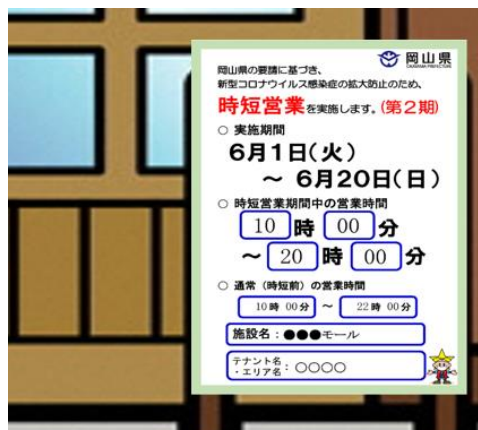 岡山県
OKAYAMA PREFECTURE
岡山県の要請に基づき、
新型コロナウイルス感染症の拡大防止のため、
時短営業を実施します。(第2期)
○ 実施期間
6月1日(火)
~ 6月20日(日)
○ 時短営業期間中の営業時間
10 時 00 分
~ 20 時 00 分
○ 通常(時短前)の営業時間
10時 00分 ~ 22時 00分
施設名:●●●モール
テナント名
・エリア名:○○○○